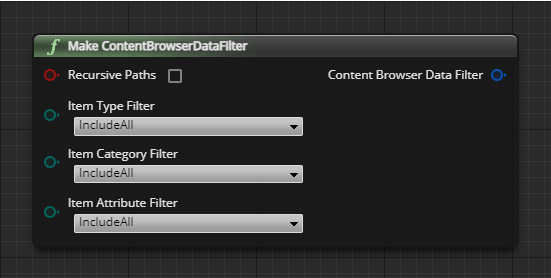 Make ContentBrowserDataFilter
Recursive Paths
Content Browser Data Filter
Item Type Filter
IncludeAll
Item Category Filter
IncludeAll
Item Attribute Filter
IncludeAll